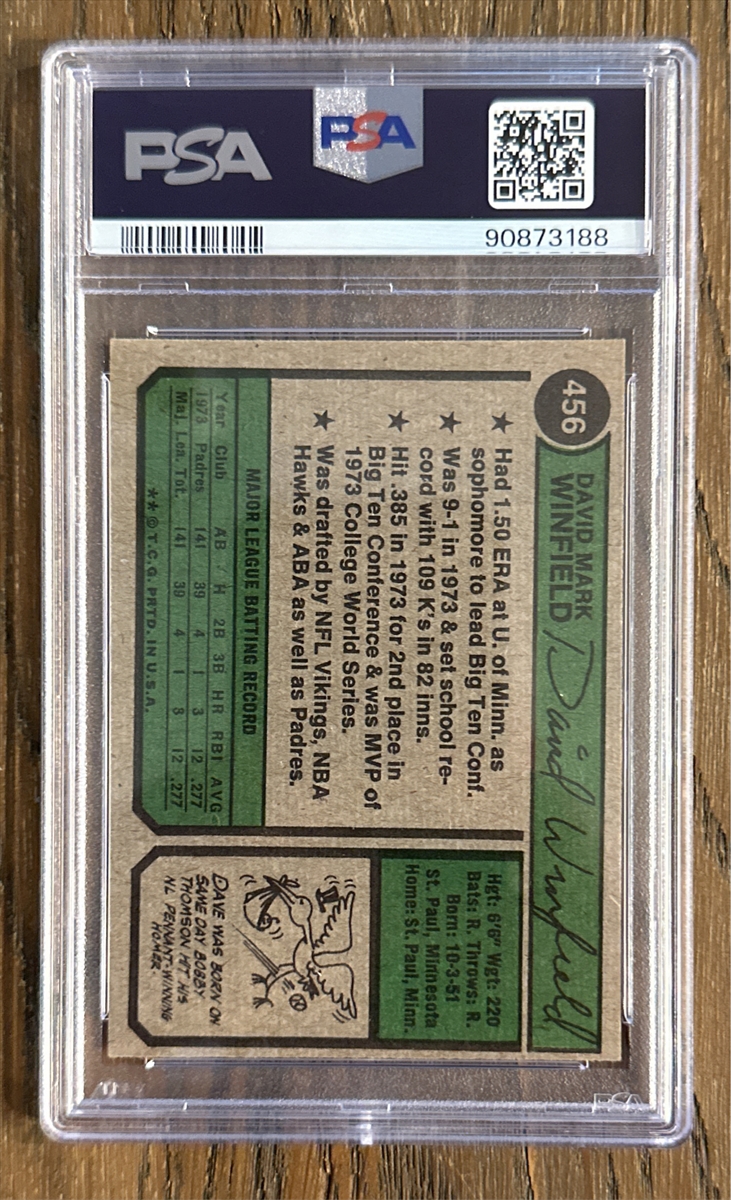 PSA
PSA
90873188
456
DAVID MARK
WINFIELD
Dave Winfield
★ Had 1.50 ERA at U. of Minn. as
sophomore to lead Big Ten Conf.
★ Was 9-1 in 1973 & set school re-
cord with 109 K's in 82 inns.
★ Hit .385 in 1973 for 2nd place in
Big Ten Conference & was MVP of
1973 College World Series.
★ Was drafted by NFL Vikings, NBA
Hawks & ABA as well as Padres.
MAJOR LEAGUE BATTING RECORD
Year Club AB H 2B 3B HR RBI AVG
1973 Padres 141 39 4 1 3 12 .277
Maj. Lea. Tot. 141 39 4 1 3 12 .277
**© T.C.G. PRTD. IN U.S.A.
Hgt: 6'6" Wgt: 220
Bats: R. Throws: R.
Born: 10-3-51
St. Paul, Minnesota
Home: St. Paul, Minn.
DAVE WAS BORN ON
SAME DAY BOBBY
THOMSON HIT HIS
NL PENNANT-WINNING
HOMER.
PSA